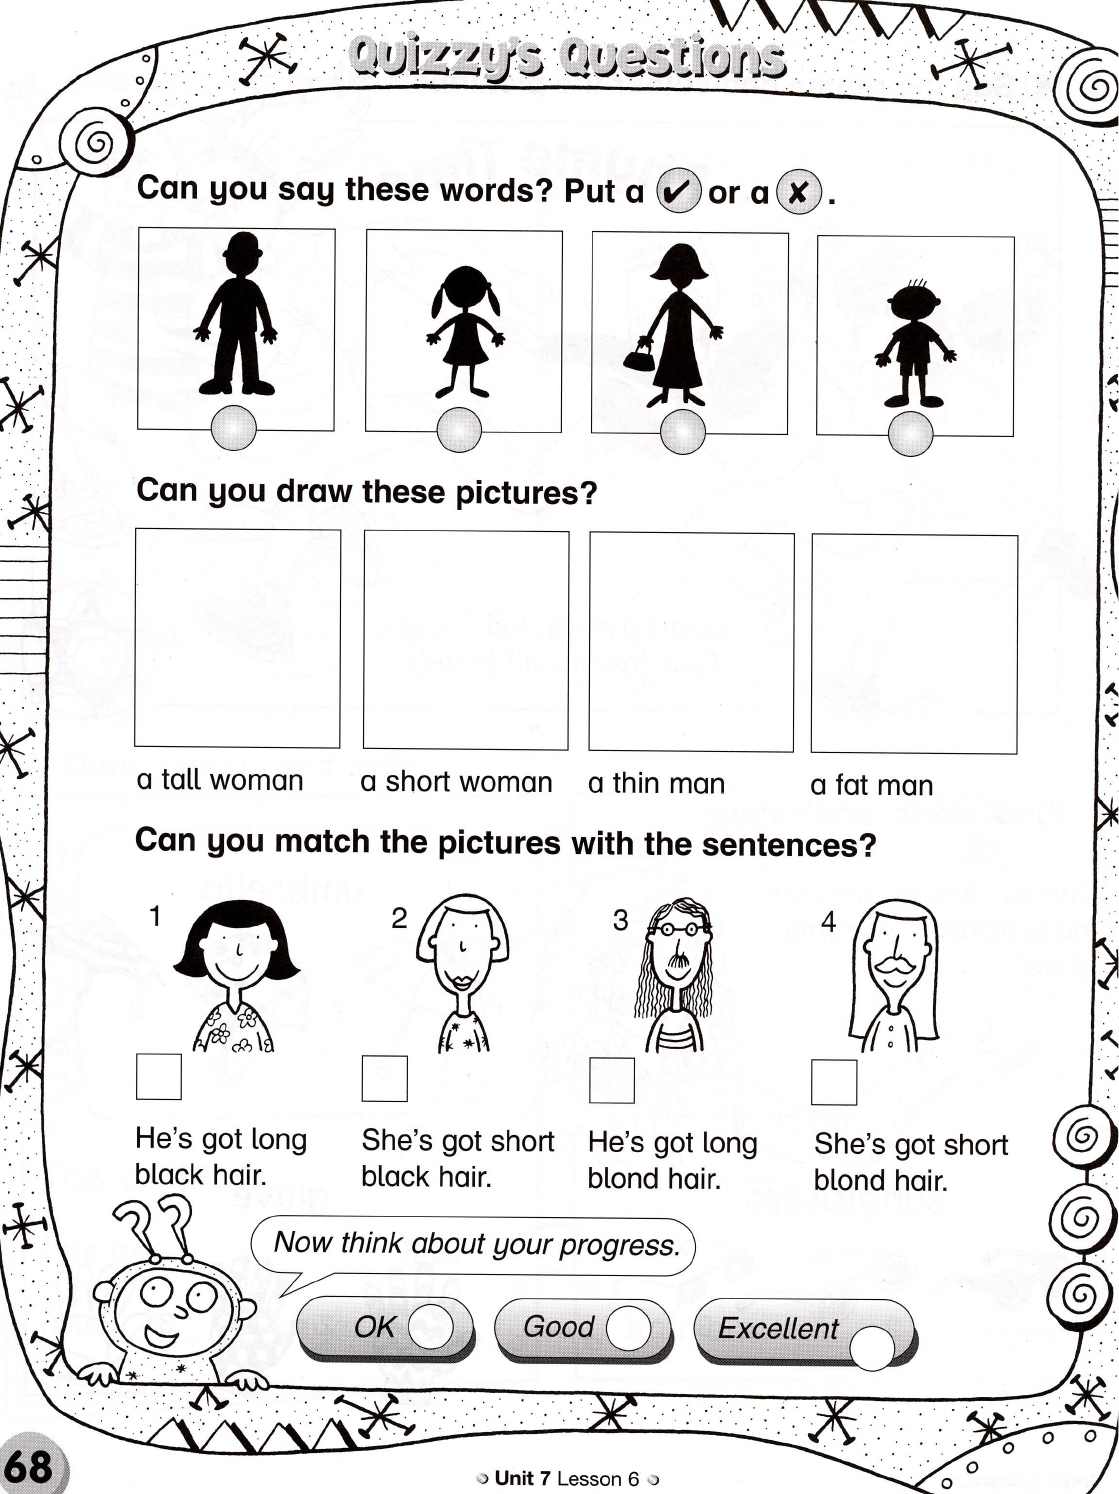 Quizzy's Questions
Can you say these words? Put a ✔ or a ✘.
Can you draw these pictures?
a tall woman
a short woman
a thin man
a fat man
Can you match the pictures with the sentences?
1
2
3
4
He's got long
black hair.
She's got short
black hair.
He's got long
blond hair.
She's got short
blond hair.
Now think about your progress.
OK
Good
Excellent
68
Unit 7 Lesson 6